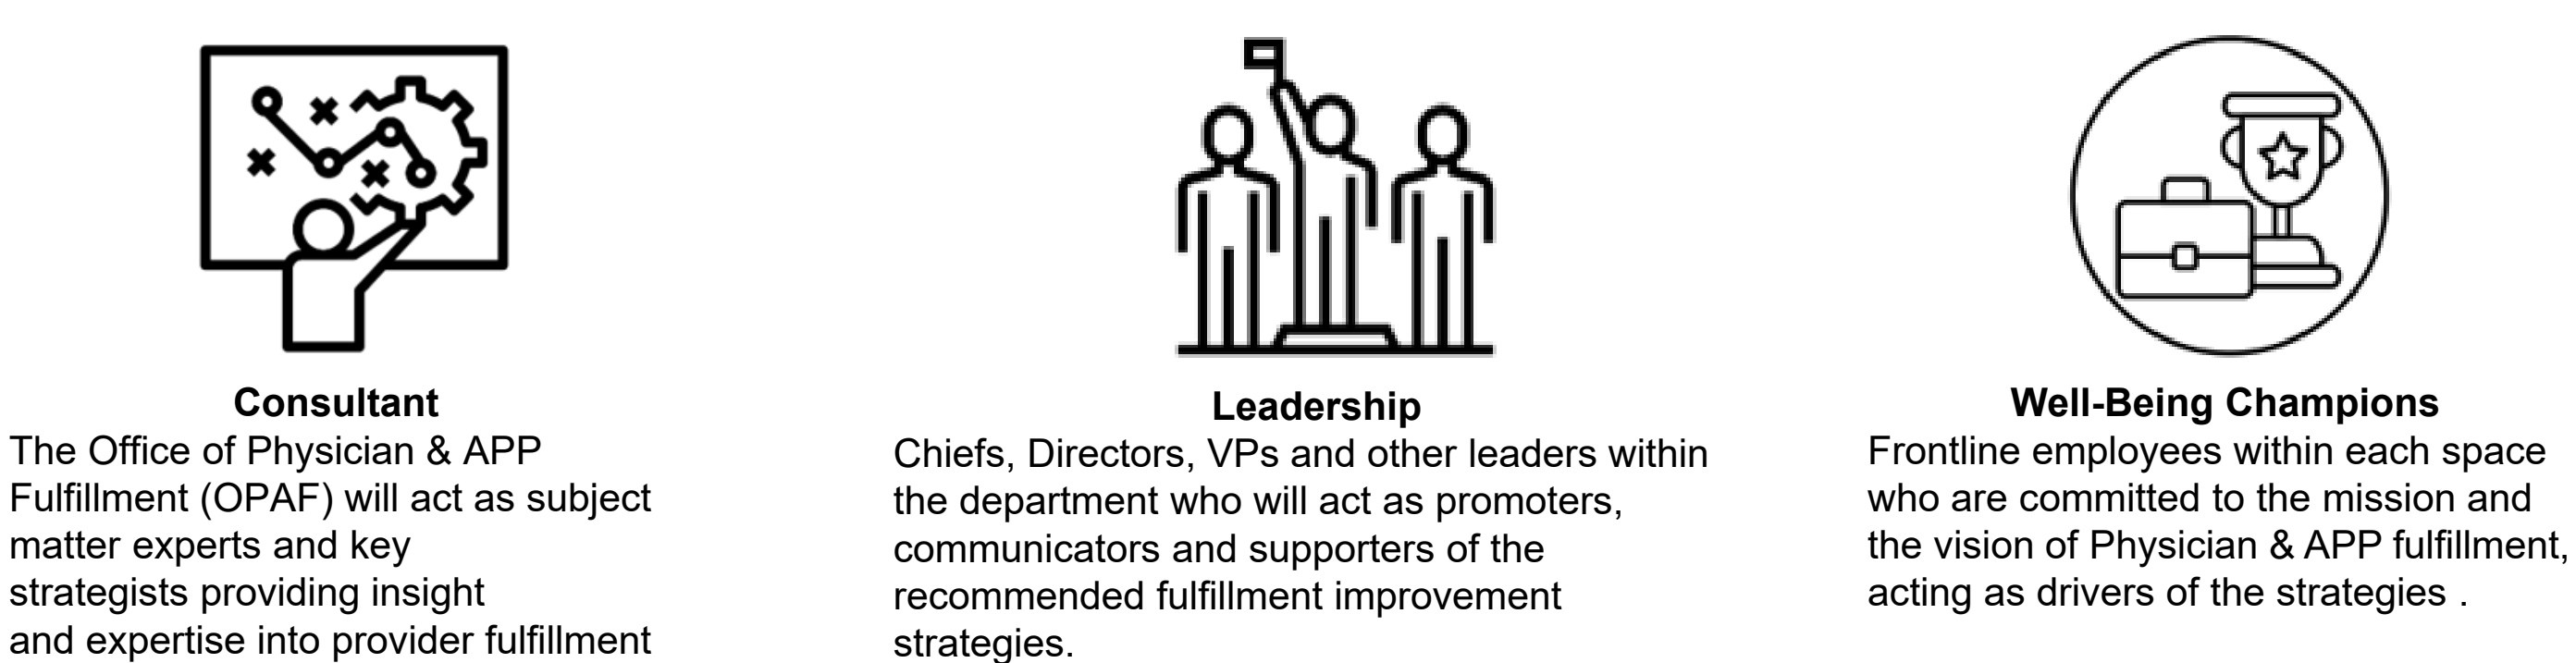 Consultant
The Office of Physician & APP
Fulfillment (OPAF) will act as subject
matter experts and key
strategists providing insight
and expertise into provider fulfillment
Leadership
Chiefs, Directors, VPs and other leaders within
the department who will act as promoters,
communicators and supporters of the
recommended fulfillment improvement
strategies.
Well-Being Champions
Frontline employees within each space
who are committed to the mission and
the vision of Physician & APP fulfillment,
acting as drivers of the strategies .